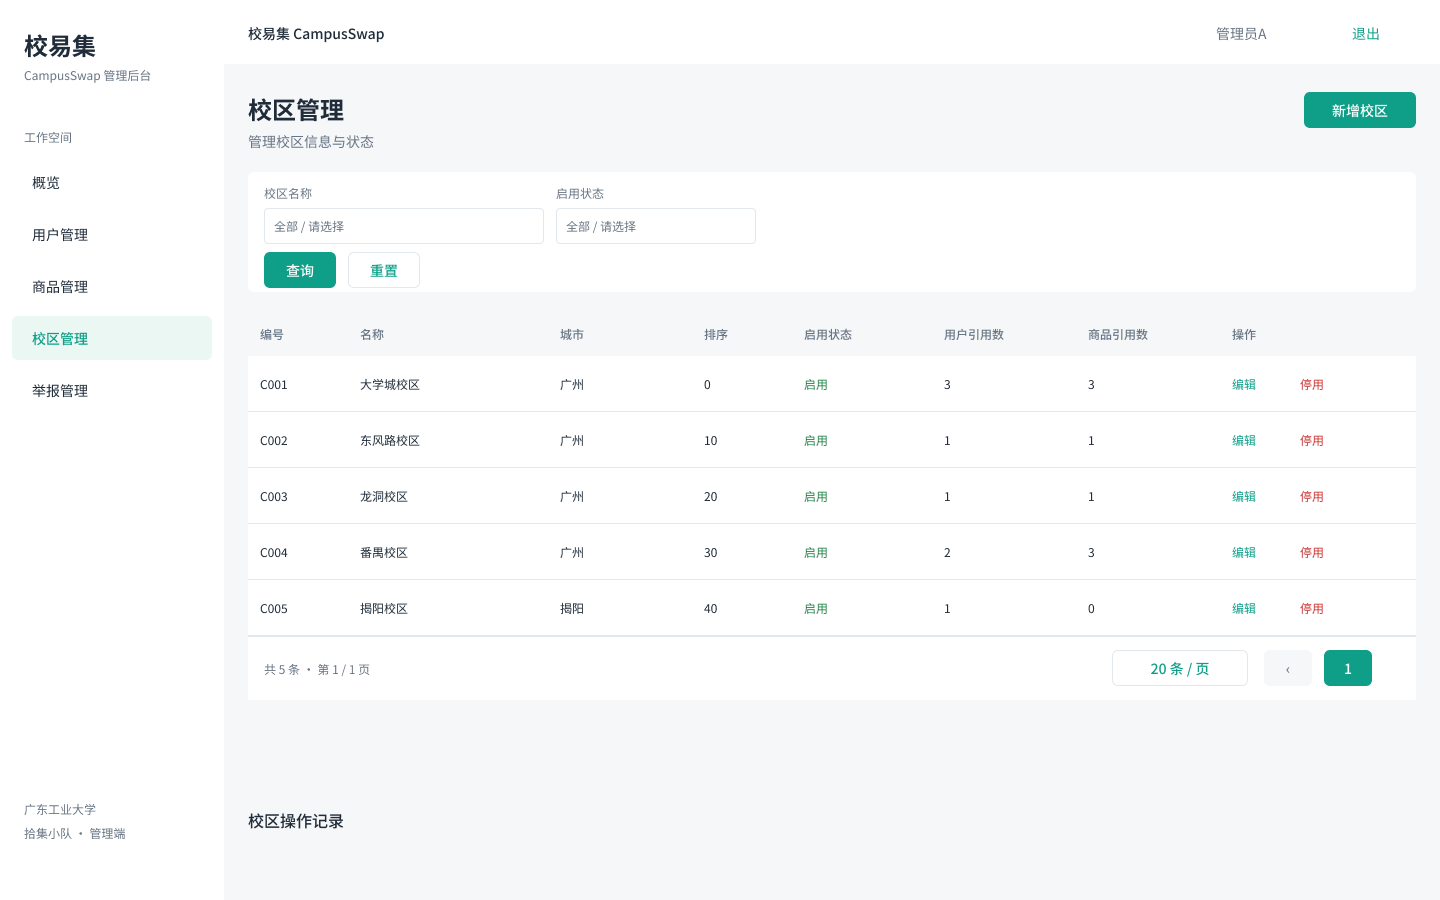 校易集
CampusSwap 管理后台
工作空间
概览
用户管理
商品管理
校区管理
举报管理
广东工业大学
拾集小队 · 管理端
校易集 CampusSwap
管理员A
退出
校区管理
管理校区信息与状态
新增校区
校区名称
启用状态
全部 / 请选择
全部 / 请选择
查询
重置
编号 名称 城市 排序 启用状态 用户引用数 商品引用数 操作
C001 大学城校区 广州 0 启用 3 3 编辑 停用
C002 东风路校区 广州 10 启用 1 1 编辑 停用
C003 龙洞校区 广州 20 启用 1 1 编辑 停用
C004 番禺校区 广州 30 启用 2 3 编辑 停用
C005 揭阳校区 揭阳 40 启用 1 0 编辑 停用
共 5 条 · 第 1 / 1 页
20 条 / 页
‹
1
校区操作记录